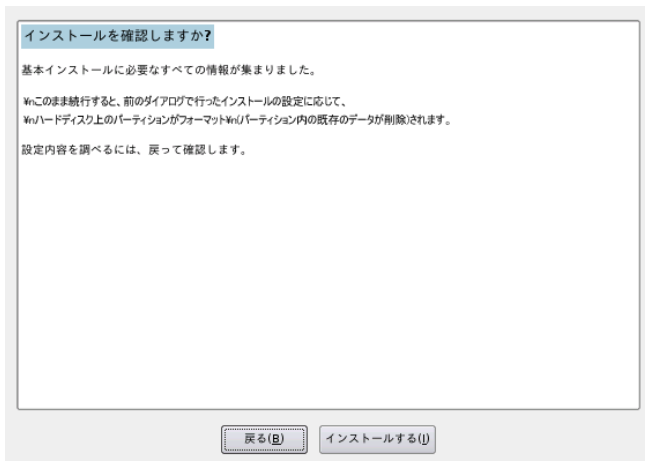 インストールを確認しますか?
基本インストールに必要なすべての情報が集まりました。
¥nこのまま続行すると、前のダイアログで行ったインストールの設定に応じて、
¥nハードディスク上のパーティションがフォーマット¥n(パーティション内の既存のデータが削除)されます。
設定内容を調べるには、戻って確認します。
戻る(B)
インストールする(I)